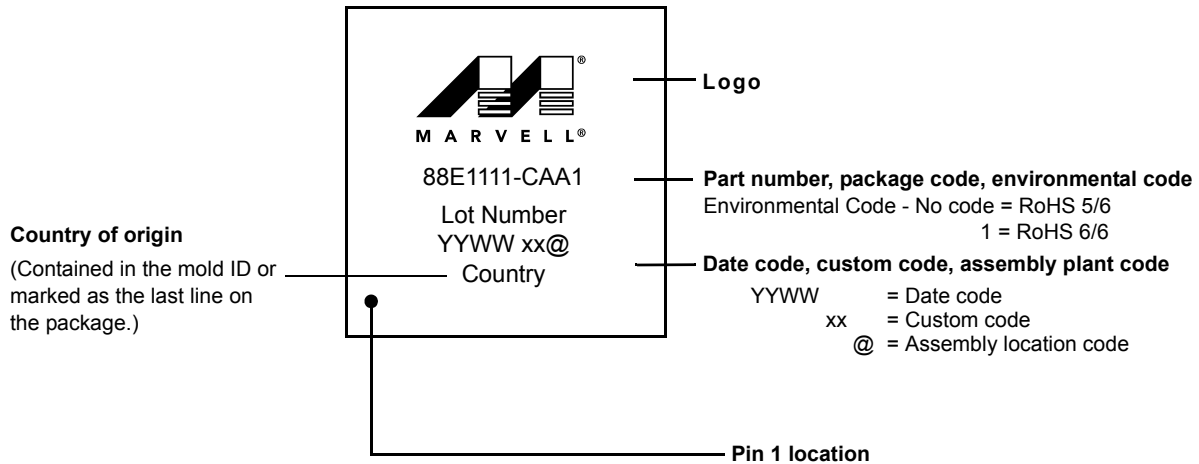 ®
MARVELL®
88E1111-CAA1
Lot Number
YYWW xx@
Country
Logo
Part number, package code, environmental code
Environmental Code - No code = RoHS 5/6
1 = RoHS 6/6
Country of origin
(Contained in the mold ID or
marked as the last line on
the package.)
Date code, custom code, assembly plant code
YYWW = Date code
xx = Custom code
@ = Assembly location code
Pin 1 location